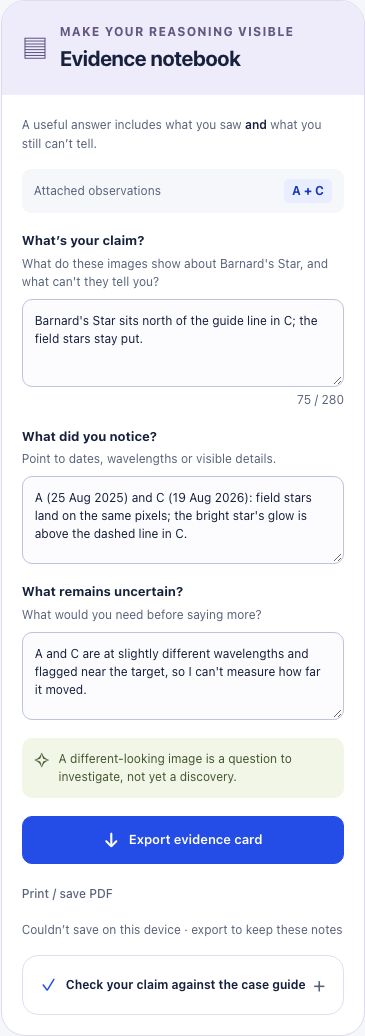 MAKE YOUR REASONING VISIBLE
Evidence notebook
A useful answer includes what you saw and what you
still can't tell.
Attached observations
A + C
What's your claim?
What do these images show about Barnard's Star, and
what can't they tell you?
Barnard's Star sits north of the guide line in C; the
field stars stay put.
75 / 280
What did you notice?
Point to dates, wavelengths or visible details.
A (25 Aug 2025) and C (19 Aug 2026): field stars
land on the same pixels; the bright star's glow is
above the dashed line in C.
What remains uncertain?
What would you need before saying more?
A and C are at slightly different wavelengths and
flagged near the target, so I can't measure how far
it moved.
A different-looking image is a question to
investigate, not yet a discovery.
Export evidence card
Print / save PDF
Couldn't save on this device · export to keep these notes
Check your claim against the case guide